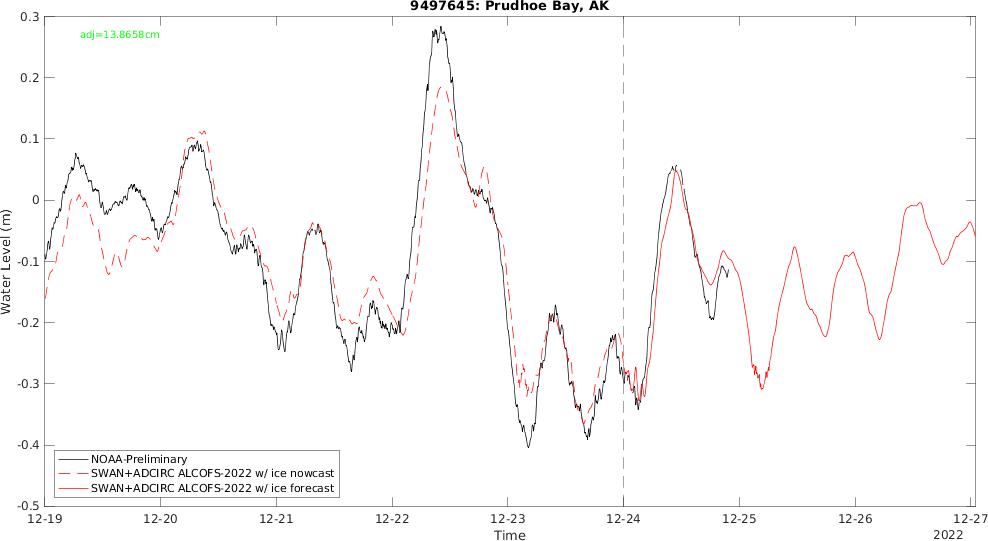 9497645: Prudhoe Bay, AK
adj=13.8658cm
0.3
0.2
0.1
0
-0.1
-0.2
-0.3
-0.4
-0.5
Water Level (m)
NOAA-Preliminary
SWAN+ADCIRC ALCOFS-2022 w/ ice nowcast
SWAN+ADCIRC ALCOFS-2022 w/ ice forecast
12-19 12-20 12-21 12-22 12-23 12-24 12-25 12-26 12-27
Time
2022